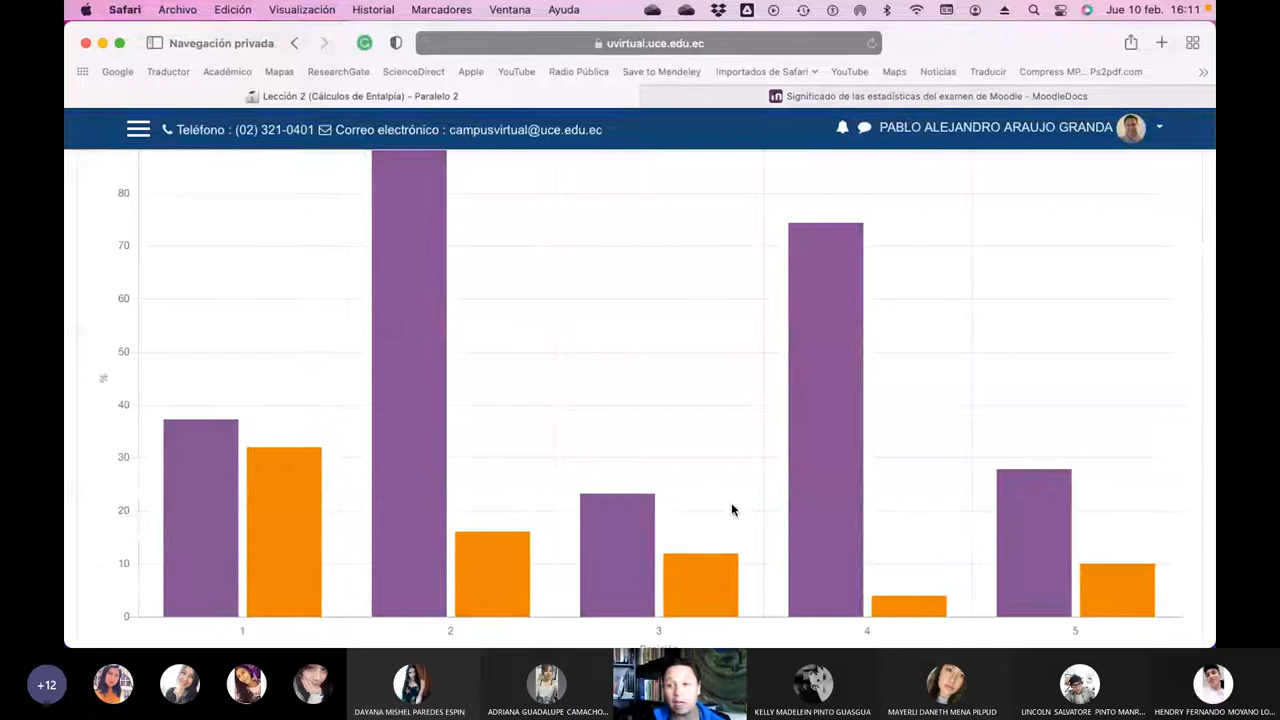 Safari Archivo Edición Visualización Historial Marcadores Ventana Ayuda Jue 10 feb. 16:11
Navegación privada uvirtual.uce.edu.ec
Google Traductor Académico Mapas ResearchGate ScienceDirect Apple YouTube Radio Pública Save to Mendeley Importados de Safari YouTube Maps Noticias Traducir Compress MP... Ps2pdf.com
Lección 2 (Cálculos de Entalpía) - Paralelo 2 Significado de las estadísticas del examen de Moodle - MoodleDocs
Teléfono : (02) 321-0401 Correo electrónico : campusvirtual@uce.edu.ec PABLO ALEJANDRO ARAUJO GRANDA
80
70
60
50
%
40
30
20
10
0
1 2 3 4 5
+12
DAYANA MISHEL PAREDES ESPIN ADRIANA GUADALUPE CAMACHO... KELLY MADELEIN PINTO GUASGUA MAYERLI DANETH MENA PILPUD LINCOLN SALVATORE PINTO MANR... HENDRY FERNANDO MOYANO LO...